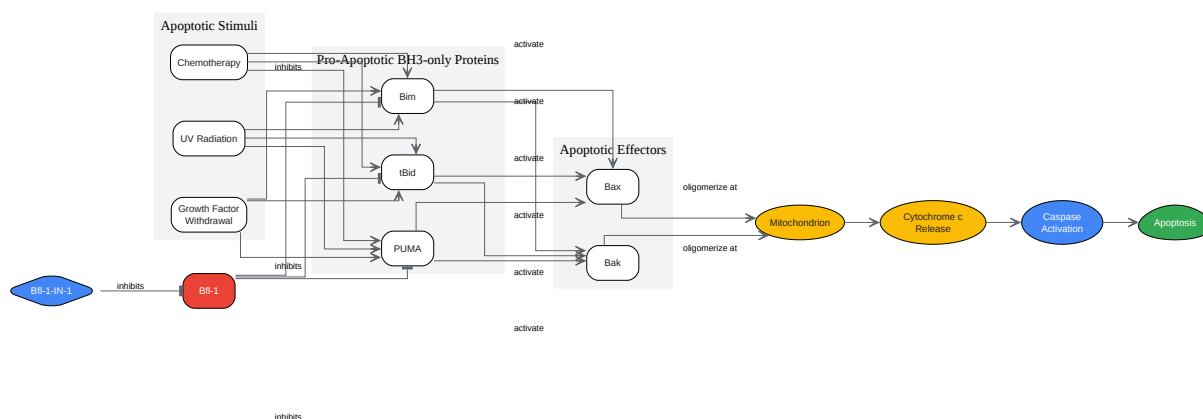 Apoptotic Stimuli
Chemotherapy
UV Radiation
Growth Factor
Withdrawal
Pro-Apoptotic BH3-only Proteins
Bim
tBid
PUMA
Apoptotic Effectors
Bax
Bak
Bfl-1-IN-1
inhibits
Bfl-1
inhibits
inhibits
inhibits
activate
activate
activate
activate
activate
activate
oligomerize at
oligomerize at
Mitochondrion
Cytochrome c
Release
Caspase
Activation
Apoptosis